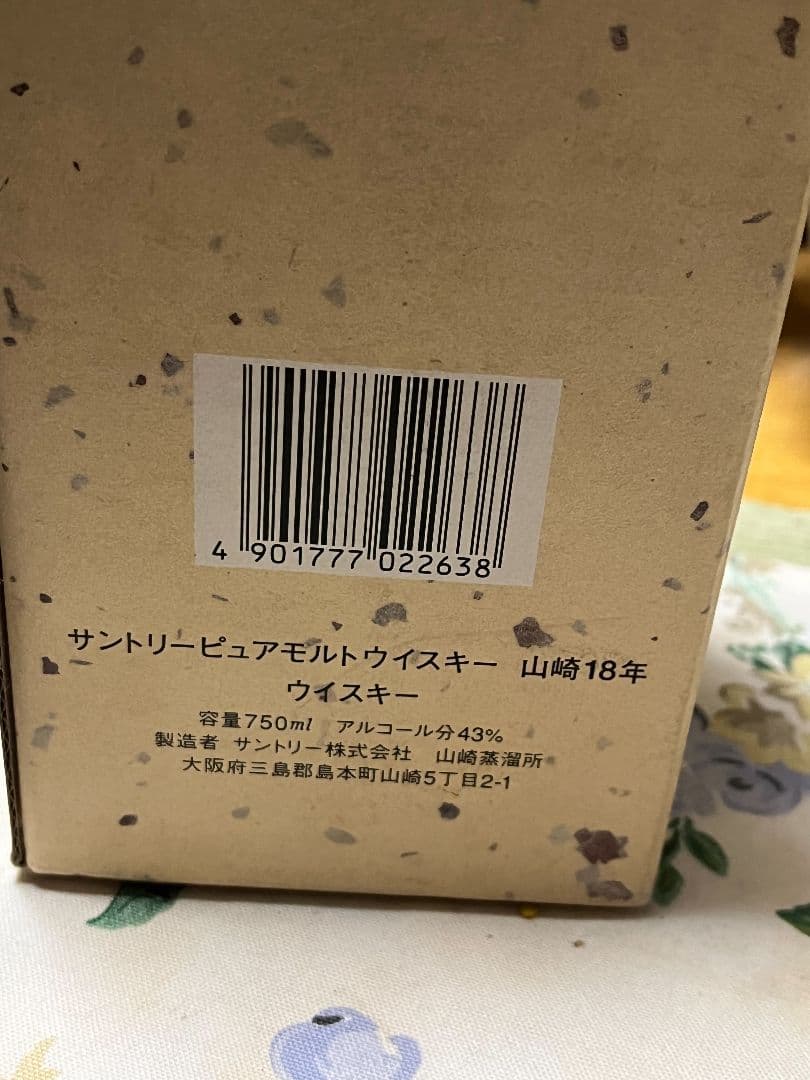 4 901777 022638
サントリーピュアモルトウイスキー 山崎18年
ウイスキー
容量750ml アルコール分43%
製造者 サントリー株式会社 山崎蒸溜所
大阪府三島郡島本町山崎5丁目2-1